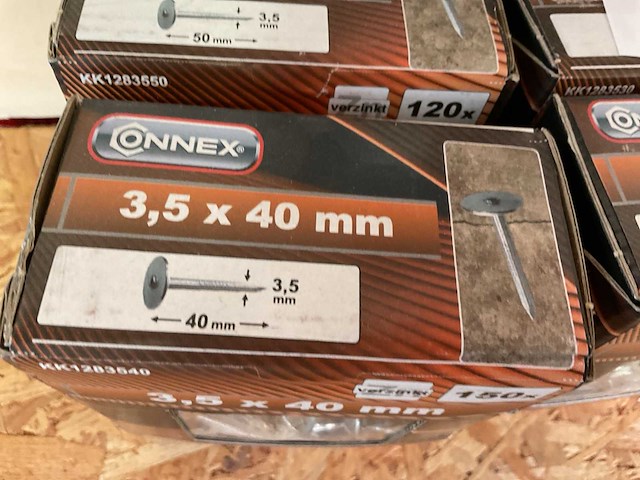 3,5
mm
50 mm
KK1283550
verzinkt
120x
KK1283530
CONNEX®
3,5 x 40 mm
3,5
mm
40 mm
KK1283540
verzinkt
150x
3,5 x 40 mm